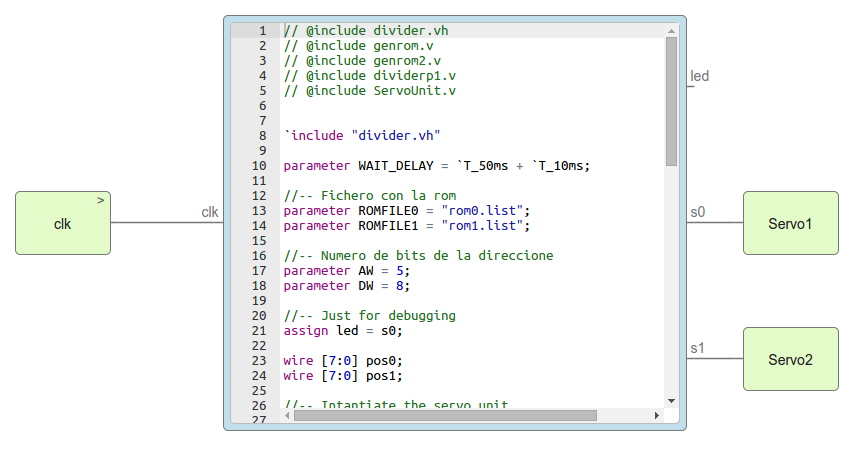 1 // @include divider.vh
2 // @include genrom.v
3 // @include genrom2.v
4 // @include dividerp1.v
5 // @include ServoUnit.v
6
7
8 `include "divider.vh"
9
10 parameter WAIT_DELAY = `T_50ms + `T_10ms;
11
12 //-- Fichero con la rom
13 parameter ROMFILE0 = "rom0.list";
14 parameter ROMFILE1 = "rom1.list";
15
16 //-- Numero de bits de la direccione
17 parameter AW = 5;
18 parameter DW = 8;
19
20 //-- Just for debugging
21 assign led = s0;
22
23 wire [7:0] pos0;
24 wire [7:0] pos1;
25
26 //-- Intantiate the servo unit
27
>
clk
clk
led
s0
Servo1
s1
Servo2